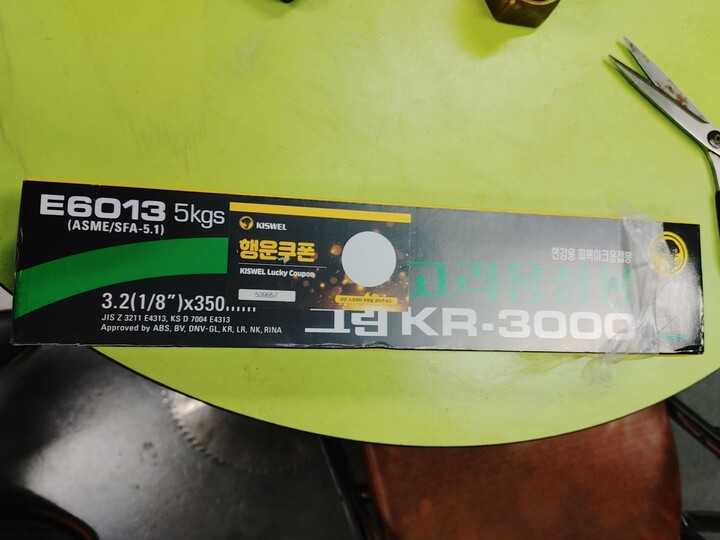 E6013 5kgs
(ASME/SFA-5.1)
KISWEL
행운쿠폰
KISWEL Lucky Coupon
연강용 피복아크용접봉
고려용접봉
3.2(1/8")x350
그린 KR-3000
JIS Z 3211 E4313, KS D 7004 E4313
Approved by ABS, BV, DNV-GL, KR, LR, NK, RINA